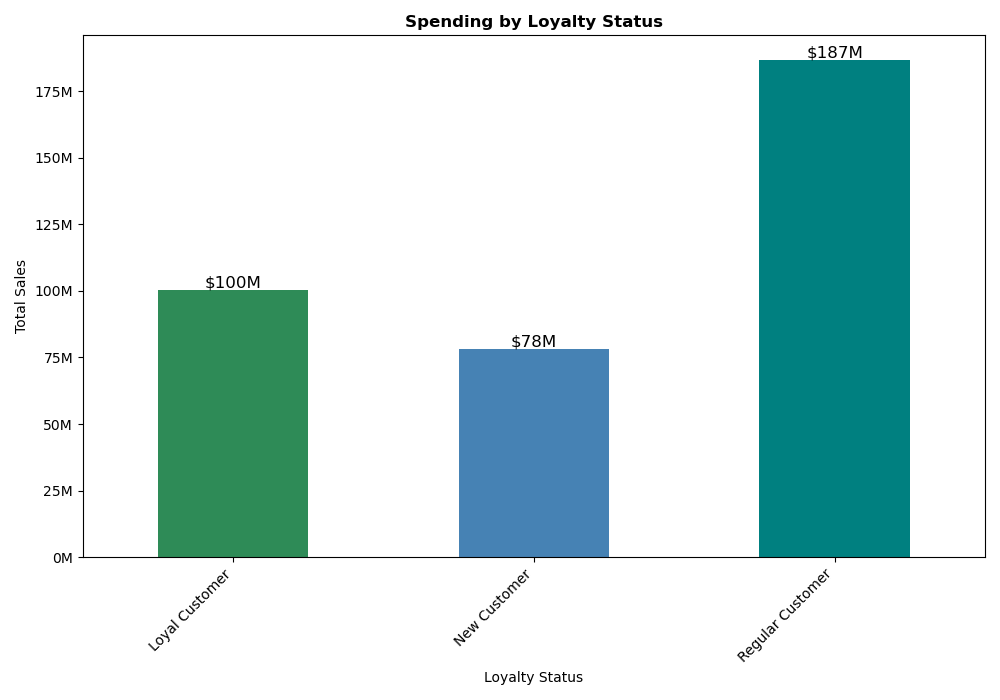 Spending by Loyalty Status
$187M
175M
150M
125M
Total Sales
100M
$100M
75M
$78M
50M
25M
0M
Loyal Customer
New Customer
Regular Customer
Loyalty Status